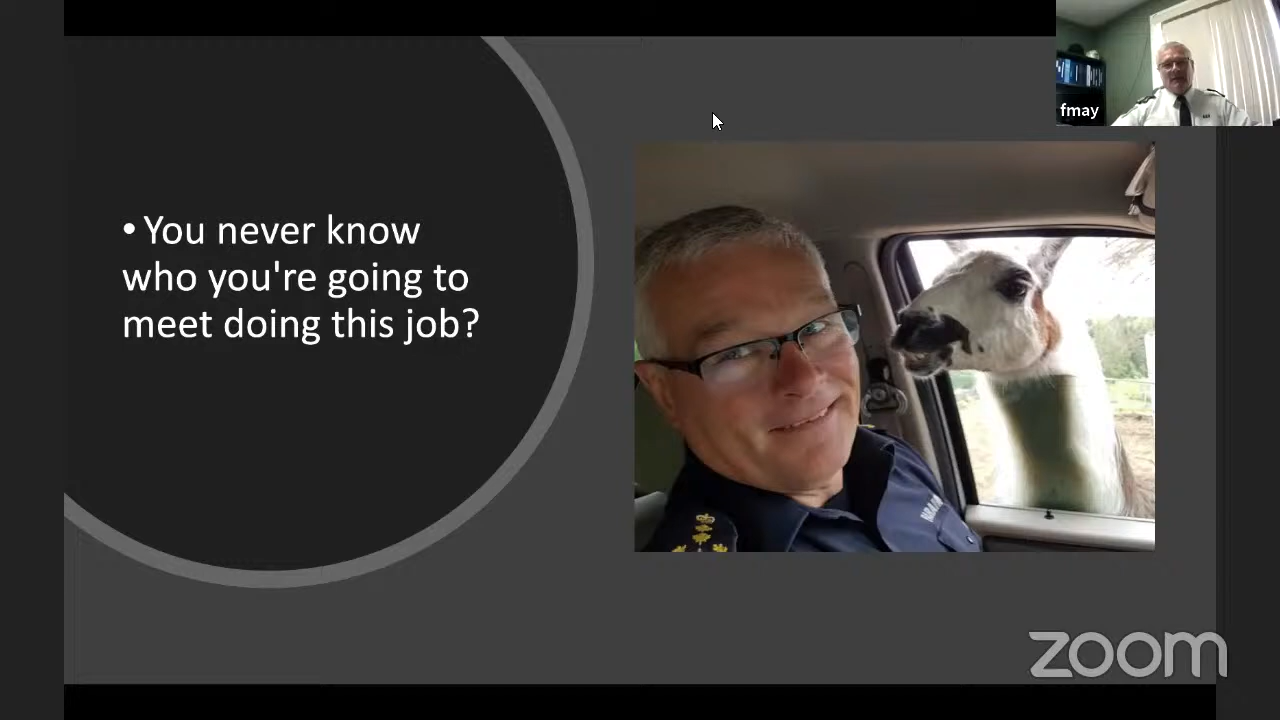 fmay
• You never know
who you're going to
meet doing this job?
zoom